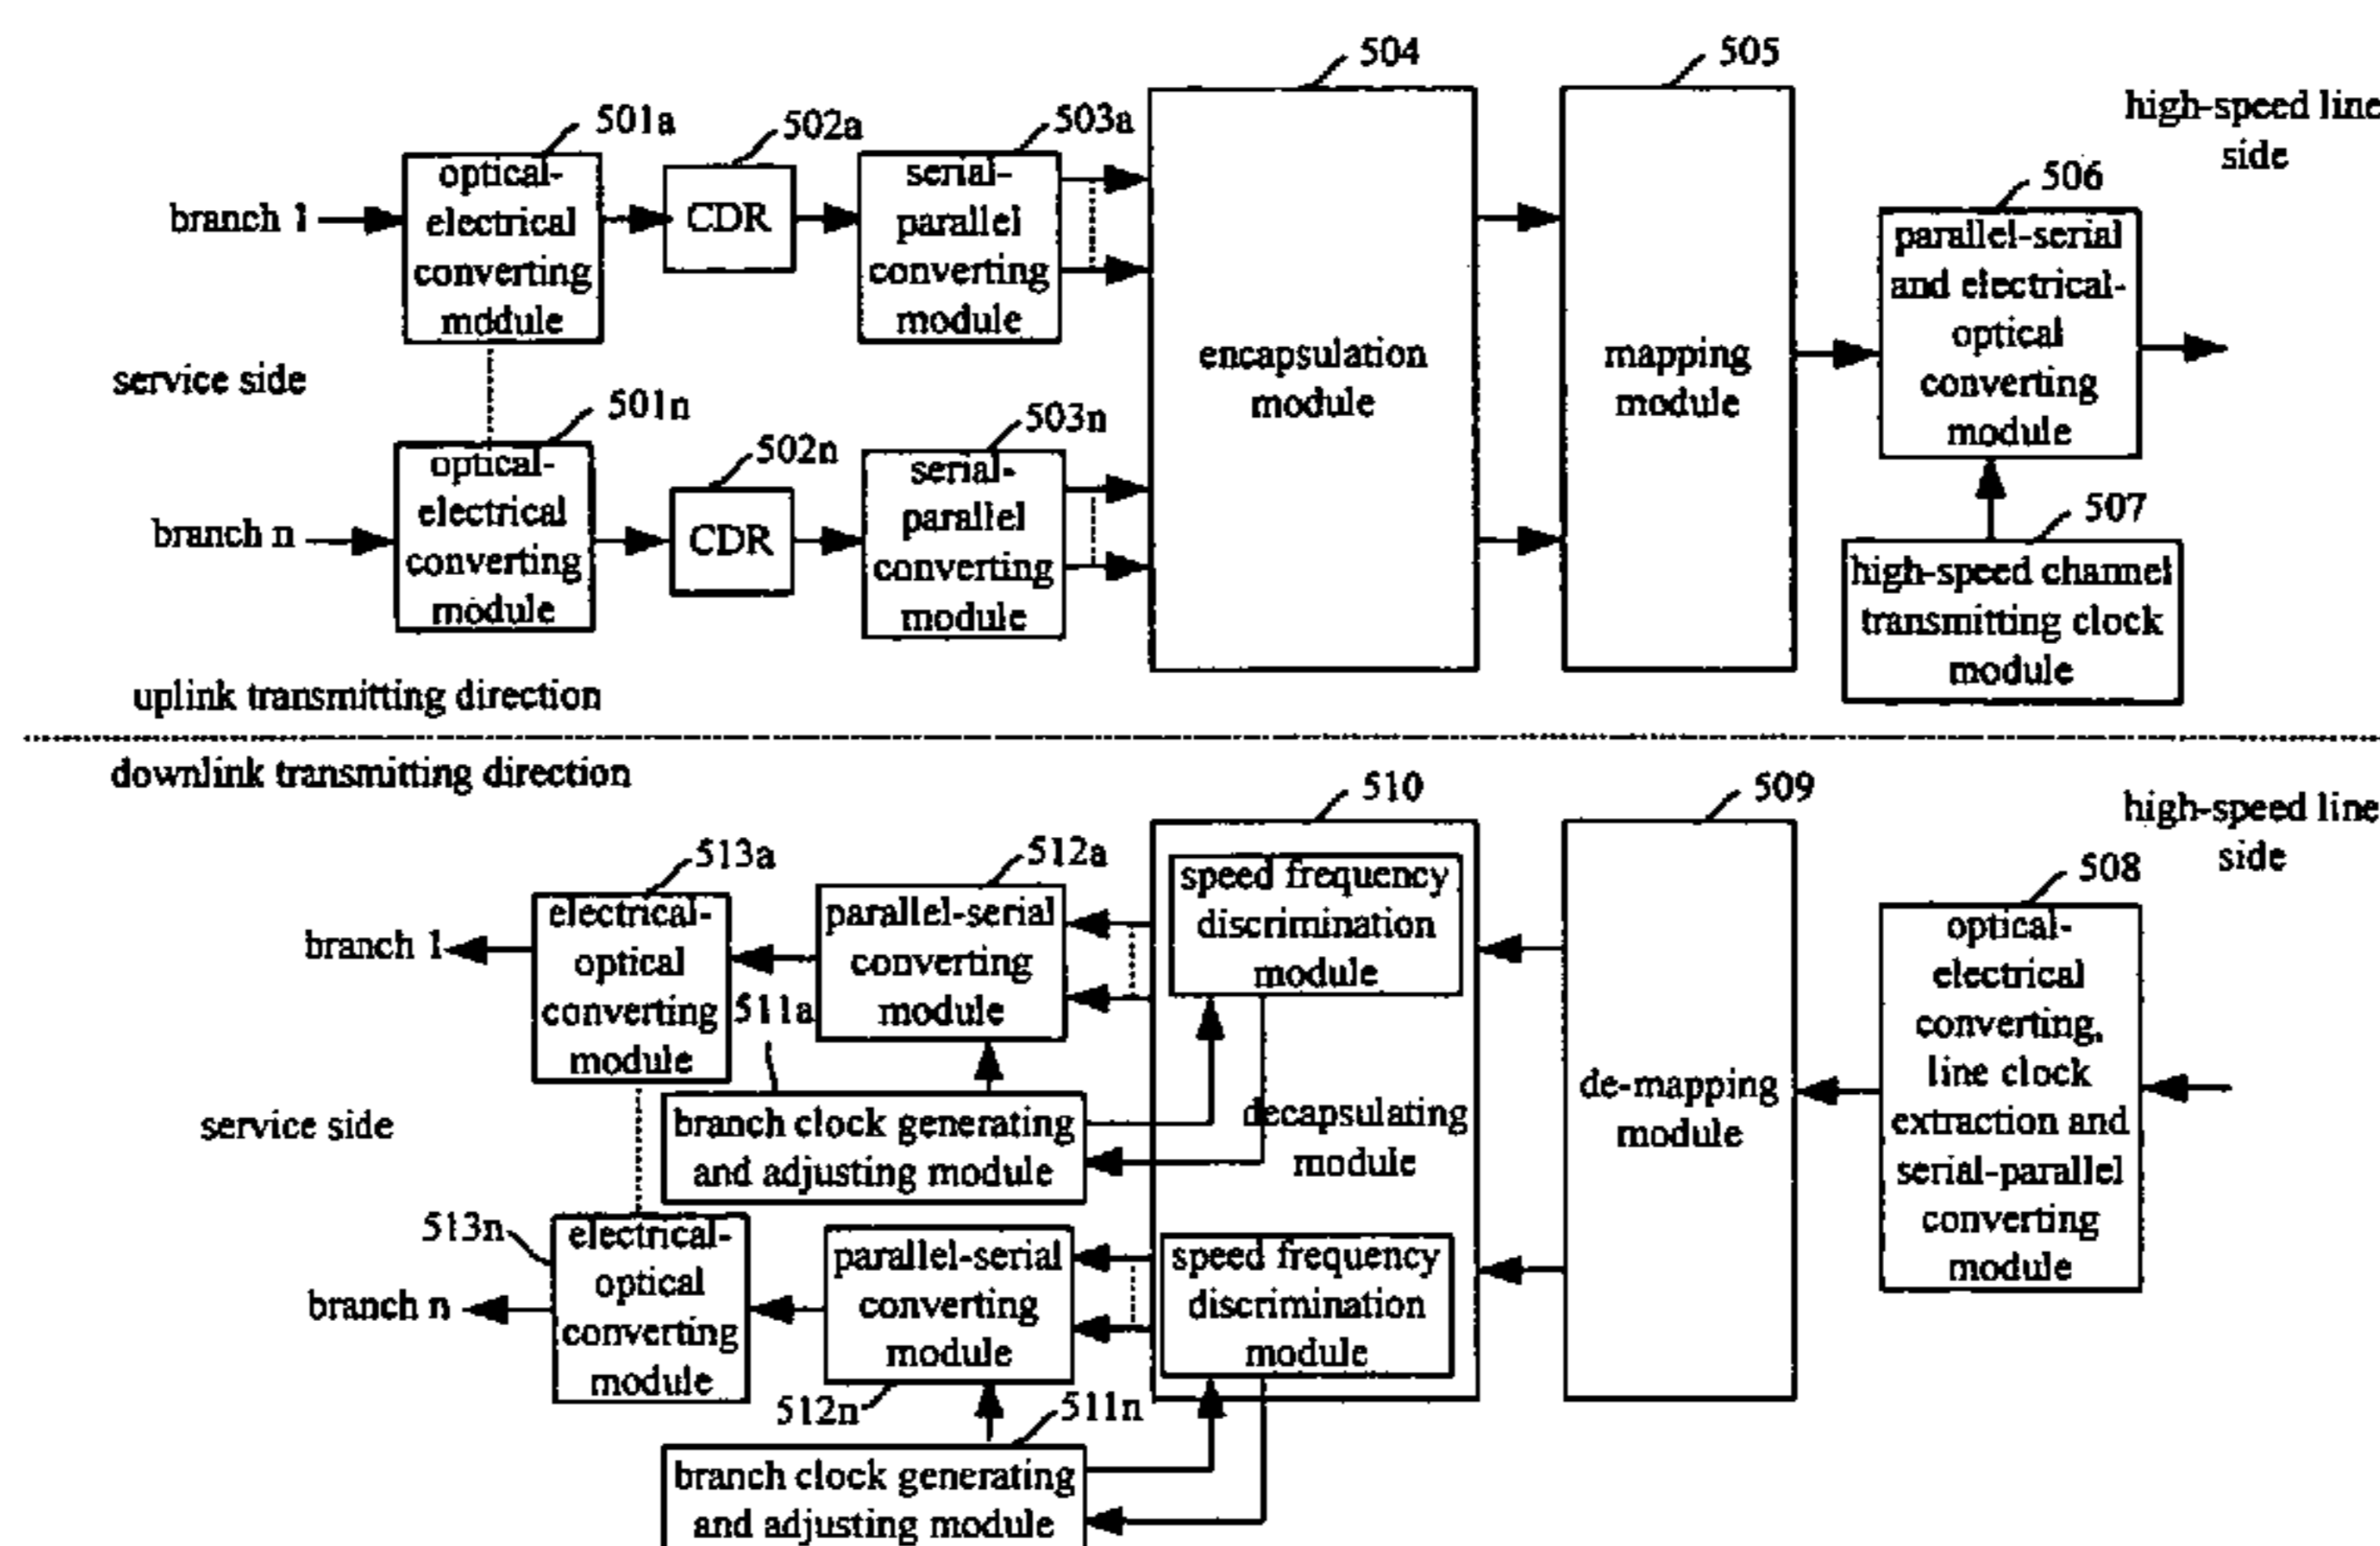 504
505
high-speed line
side
501a
502a
503a
506
branch 1
optical-
electrical
converting
module
CDR
serial-
parallel
converting
module
encapsulation
module
mapping
module
parallel-serial
and electrical-
optical
converting
module
service side
501n
502n
503n
branch n
optical-
electrical
converting
module
CDR
serial-
parallel
converting
module
507
high-speed channel
transmitting clock
module
uplink transmitting direction
downlink transmitting direction
510
509
high-speed line
side
513a
512a
508
branch 1
electrical-
optical
converting
module
511a
parallel-serial
converting
module
speed frequency
discrimination
module
optical-
electrical
converting,
line clock
extraction and
serial-parallel
converting
module
service side
branch clock generating
and adjusting module
decapsulating
module
de-mapping
module
513n
branch n
electrical-
optical
converting
module
parallel-serial
converting
module
speed frequency
discrimination
module
512n
511n
branch clock generating
and adjusting module